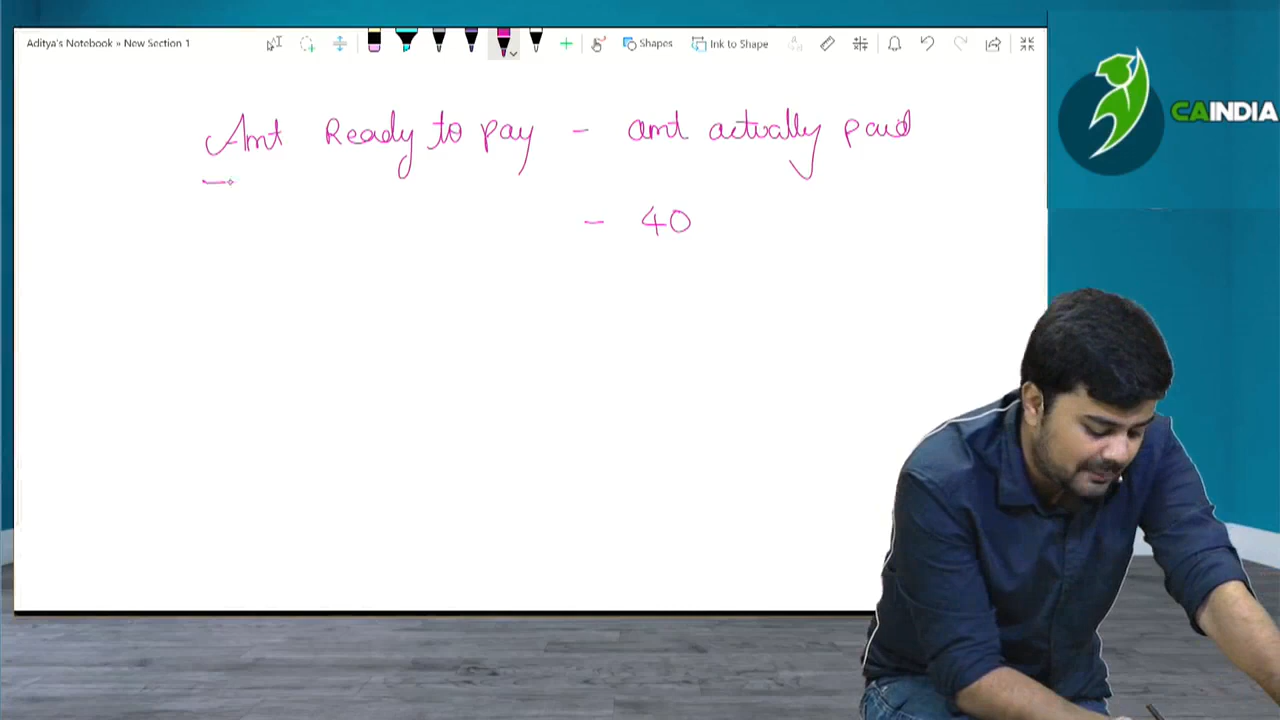 Aditya's Notebook » New Section 1
Shapes
Ink to Shape
CAINDIA
Amt Ready to pay - amt actually paid
- 40